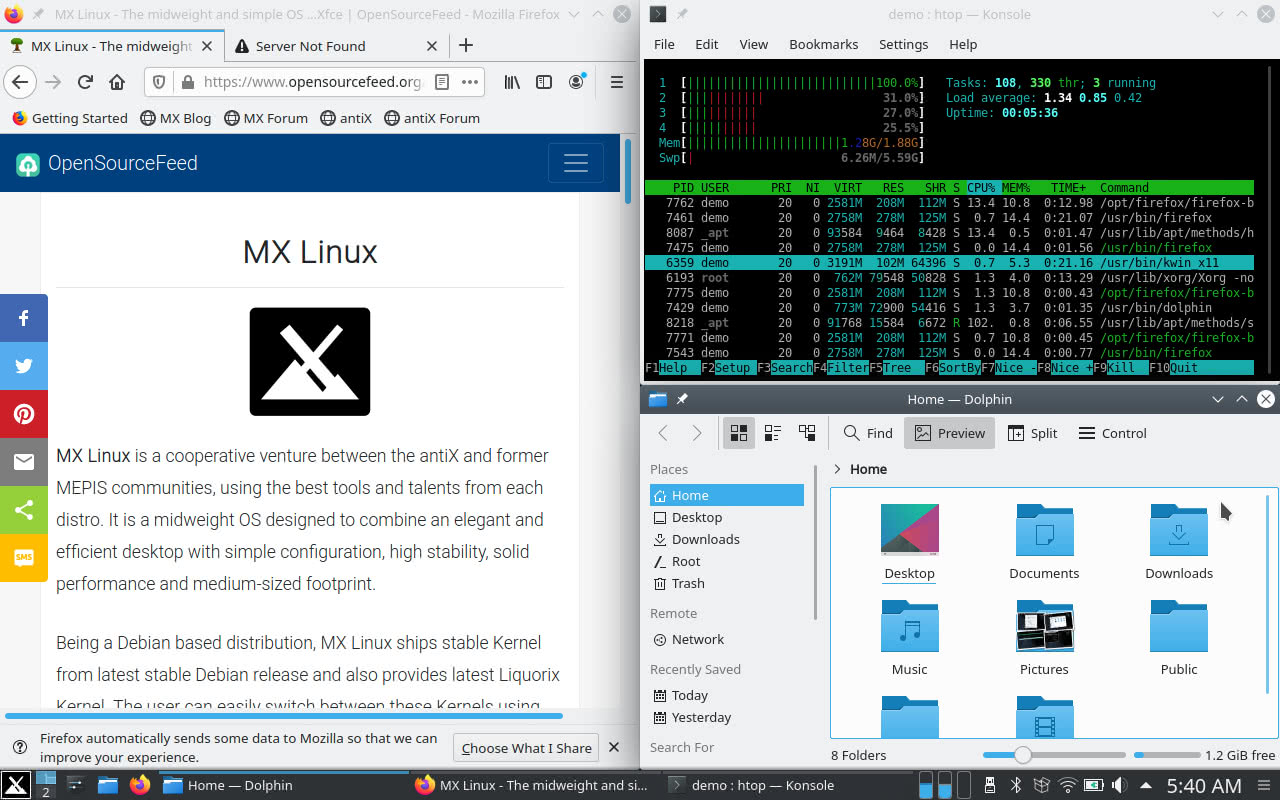 MX Linux - The midweight and simple OS ...Xfce | OpenSourceFeed - Mozilla Firefox
MX Linux - The midweight
Server Not Found
https://www.opensourcefeed.org
Getting Started
MX Blog
MX Forum
antiX
antiX Forum
OpenSourceFeed
MX Linux
MX Linux is a cooperative venture between the antiX and former
MEPIS communities, using the best tools and talents from each
distro. It is a midweight OS designed to combine an elegant and
efficient desktop with simple configuration, high stability, solid
performance and medium-sized footprint.
Being a Debian based distribution, MX Linux ships stable Kernel
from latest stable Debian release and also provides latest Liquorix
Kernel. The user can easily switch between these Kernels using
SMS
Firefox automatically sends some data to Mozilla so that we can
improve your experience.
Choose What I Share
demo : htop — Konsole
File Edit View Bookmarks Settings Help
1 [100.0%] Tasks: 108, 330 thr; 3 running
2 [31.0%] Load average: 1.34 0.85 0.42
3 [27.0%] Uptime: 00:05:36
4 [25.5%]
Mem[1.28G/1.88G]
Swp[6.26M/5.59G]
PID USER PRI NI VIRT RES SHR S CPU% MEM% TIME+ Command
7762 demo 20 0 2581M 208M 112M S 13.4 10.8 0:12.98 /opt/firefox/firefox-b
7461 demo 20 0 2758M 278M 125M S 0.7 14.4 0:21.07 /usr/bin/firefox
8087 _apt 20 0 93584 9464 8428 S 13.4 0.5 0:01.47 /usr/lib/apt/methods/h
7475 demo 20 0 2758M 278M 125M S 0.0 14.4 0:01.56 /usr/bin/firefox
6359 demo 20 0 3191M 102M 64396 S 0.7 5.3 0:21.16 /usr/bin/kwin_x11
6193 root 20 0 762M 79548 50828 S 1.3 4.0 0:13.29 /usr/lib/xorg/Xorg -no
7775 demo 20 0 2581M 208M 112M S 1.3 10.8 0:00.43 /opt/firefox/firefox-b
7429 demo 20 0 773M 72900 54416 S 1.3 3.7 0:01.35 /usr/bin/dolphin
8218 _apt 20 0 91768 15584 6672 R 102. 0.8 0:06.55 /usr/lib/apt/methods/s
7771 demo 20 0 2581M 208M 112M S 0.7 10.8 0:00.45 /opt/firefox/firefox-b
7543 demo 20 0 2758M 278M 125M S 0.0 14.4 0:00.77 /usr/bin/firefox
F1Help F2Setup F3SearchF4FilterF5Tree F6SortByF7Nice -F8Nice +F9Kill F10Quit
Home — Dolphin
Find Preview Split Control
Places
Home
Desktop
Downloads
Root
Trash
Remote
Network
Recently Saved
Today
Yesterday
Search For
Home
Desktop Documents Downloads
Music Pictures Public
8 Folders
1.2 GiB free
2
Home — Dolphin
MX Linux - The midweight and si...
demo : htop — Konsole
5:40 AM